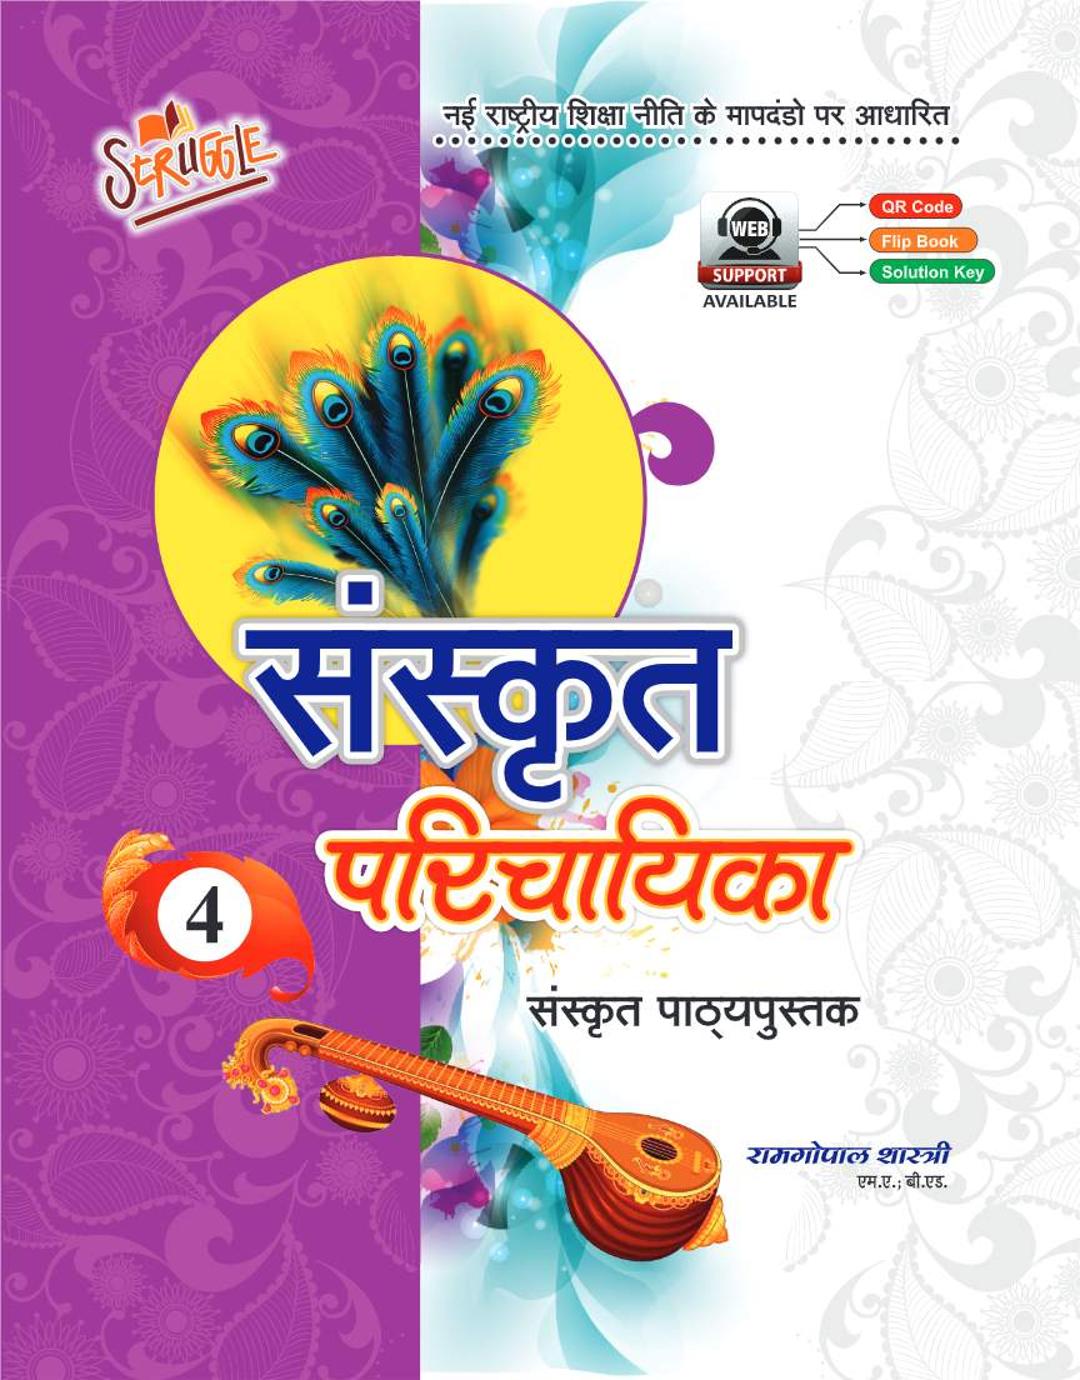 नई राष्ट्रीय शिक्षा नीति के मापदंडो पर आधारित
STRUGGLE
WEB
SUPPORT
AVAILABLE
QR Code
Flip Book
Solution Key
संस्कृत
परिचायिका
4
संस्कृत पाठ्यपुस्तक
रामगोपाल शास्त्री
एम.ए.; बी.एड.